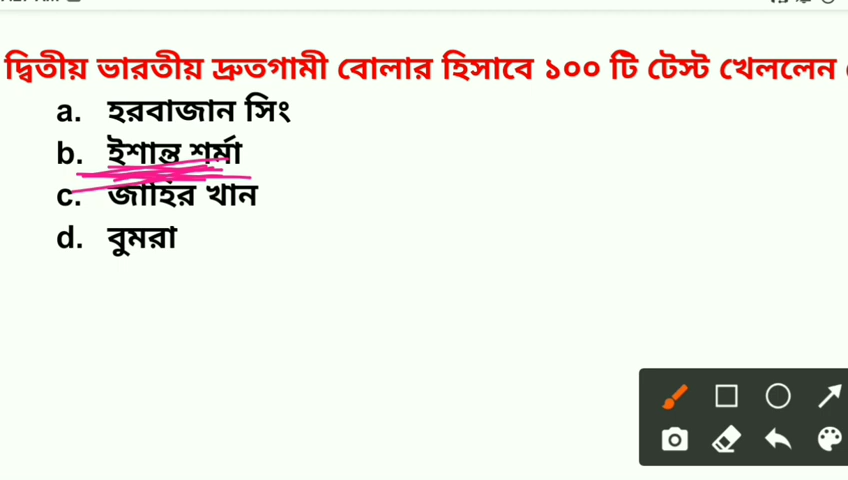 দ্বিতীয় ভারতীয় দ্রুতগামী বোলার হিসাবে ১০০ টি টেস্ট খেললেন
a. হরবাজান সিং
b. ইশান্ত শর্মা
c. জাহির খান
d. বুমরা